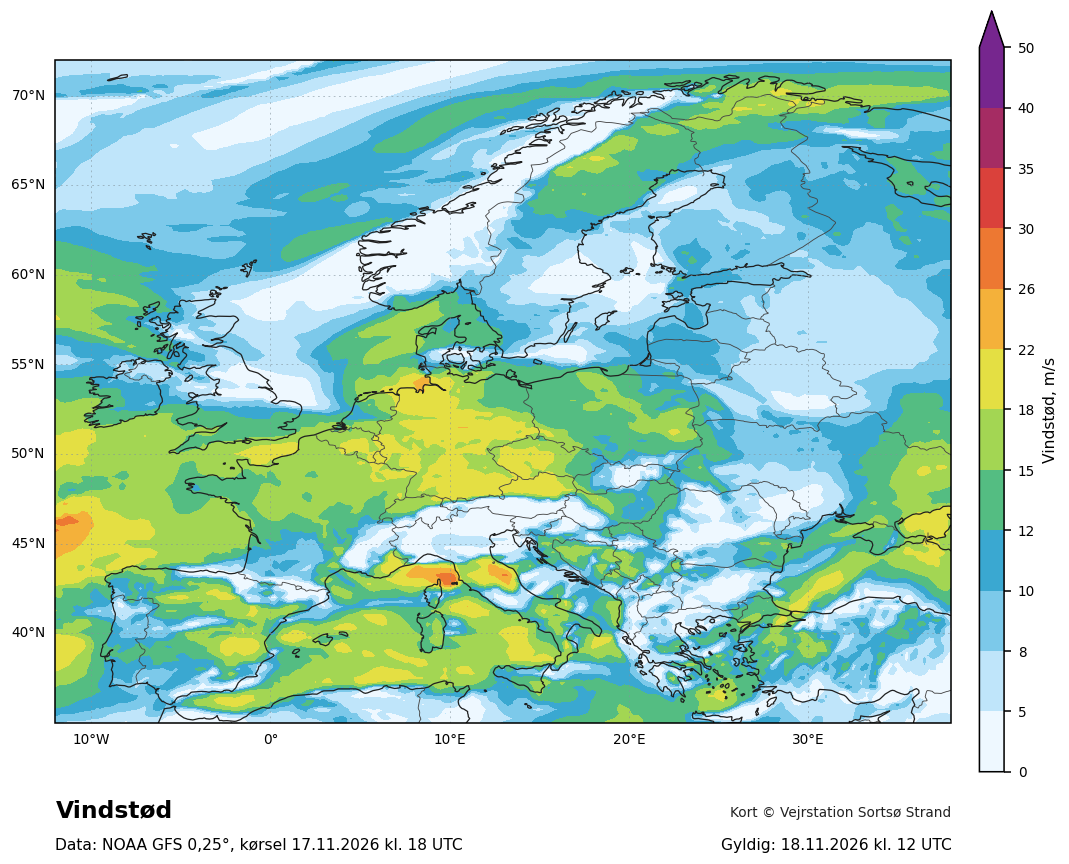 50
40
35
30
26
22
18
15
12
10
8
5
0
Vindstød, m/s
70°N
65°N
60°N
55°N
50°N
45°N
40°N
10°W
0°
10°E
20°E
30°E
Vindstød
Kort © Vejrstation Sortsø Strand
Data: NOAA GFS 0,25°, kørsel 17.11.2026 kl. 18 UTC
Gyldig: 18.11.2026 kl. 12 UTC